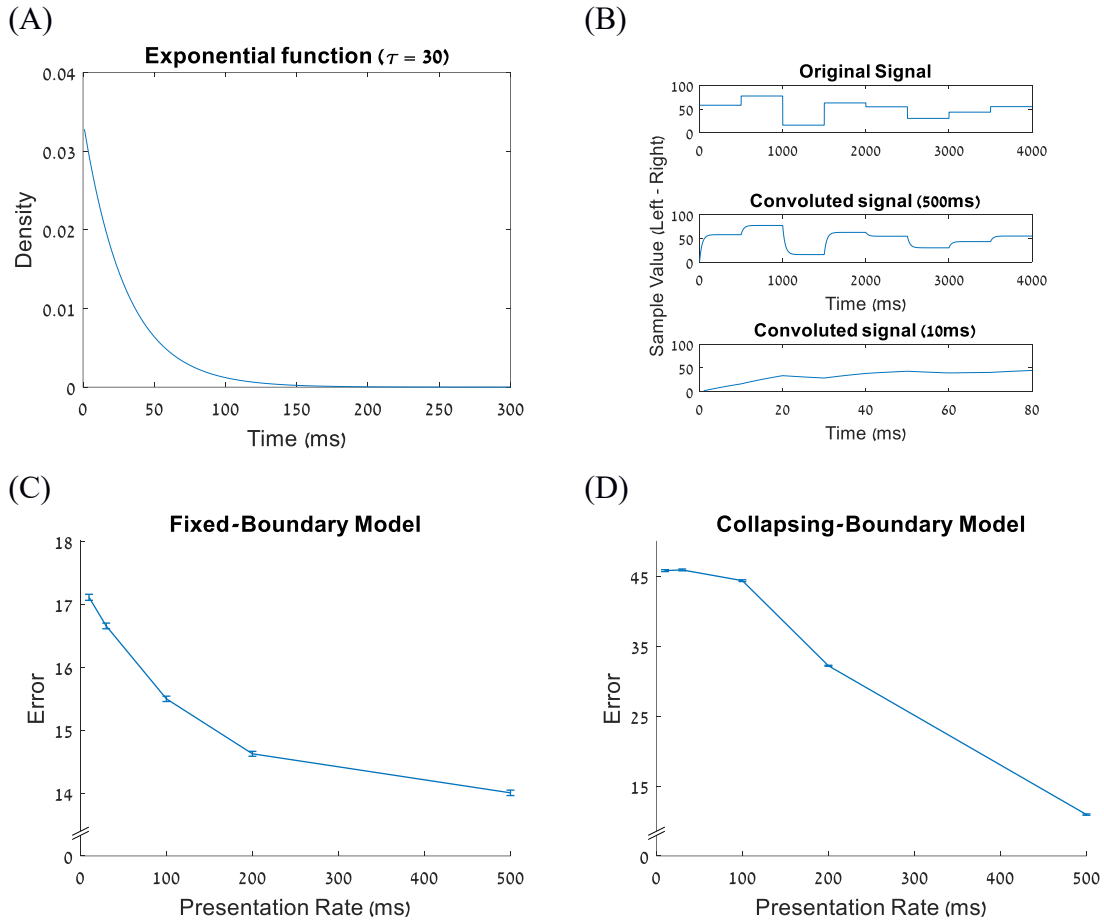 (A)
Exponential function (τ = 30)
0.04
0.03
0.02
0.01
0
Density
0 50 100 150 200 250 300
Time (ms)
(B)
Sample Value (Left - Right)
Original Signal
100
50
0
0 1000 2000 3000 4000
Convoluted signal (500ms)
100
50
0
0 1000 2000 3000 4000
Time (ms)
Convoluted signal (10ms)
100
50
0
0 20 40 60 80
Time (ms)
(C)
Fixed-Boundary Model
18
17
16
15
14
0
Error
0 100 200 300 400 500
Presentation Rate (ms)
(D)
Collapsing-Boundary Model
45
35
25
15
0
Error
0 100 200 300 400 500
Presentation Rate (ms)